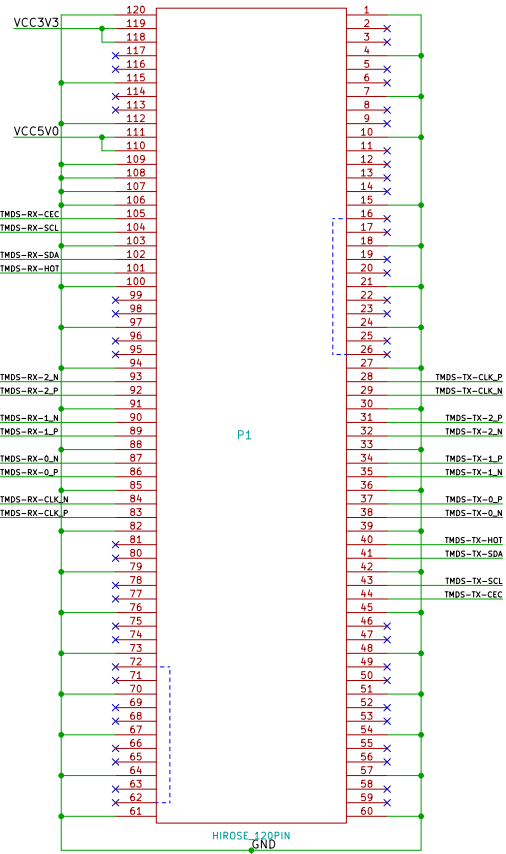 120 1
VCC3V3 119 2
118 3
117 4
116 5
115 6
114 7
113 8
112 9
VCC5V0 111 10
110 11
109 12
108 13
107 14
106 15
TMDS-RX-CEC 105 16
TMDS-RX-SCL 104 17
103 18
TMDS-RX-SDA 102 19
TMDS-RX-HOT 101 20
100 21
99 22
98 23
97 24
96 25
95 26
94 27
TMDS-RX-2_N 93 28 TMDS-TX-CLK_P
TMDS-RX-2_P 92 29 TMDS-TX-CLK_N
91 30
TMDS-RX-1_N 90 31 TMDS-TX-2_P
TMDS-RX-1_P 89 32 TMDS-TX-2_N
P1
88 33
TMDS-RX-0_N 87 34 TMDS-TX-1_P
TMDS-RX-0_P 86 35 TMDS-TX-1_N
85 36
TMDS-RX-CLK_N 84 37 TMDS-TX-0_P
TMDS-RX-CLK_P 83 38 TMDS-TX-0_N
82 39
81 40 TMDS-TX-HOT
80 41 TMDS-TX-SDA
79 42
78 43 TMDS-TX-SCL
77 44 TMDS-TX-CEC
76 45
75 46
74 47
73 48
72 49
71 50
70 51
69 52
68 53
67 54
66 55
65 56
64 57
63 58
62 59
61 60
HIROSE_120PIN
GND